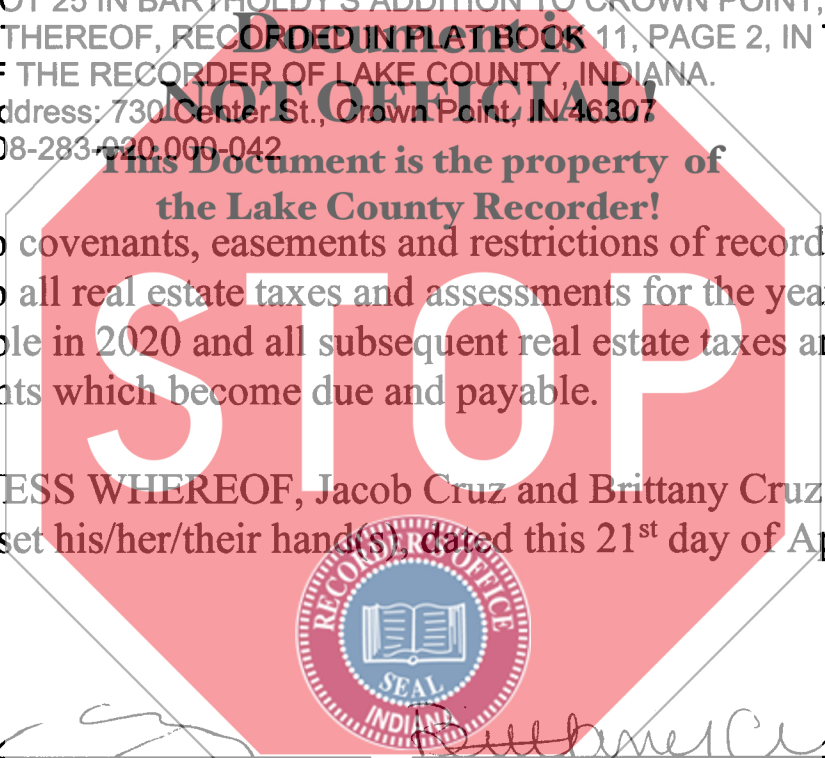 OT 25 IN BARTHOLDY'S ADDITION TO CROWN POINT,
THEREOF, RECORDED IN PLAT BOOK 11, PAGE 2, IN
F THE RECORDER OF LAKE COUNTY, INDIANA.
ddress: 730 Center St., Crown Point, IN 46307
08-283-020.000-042
Document is
NOT OFFICIAL!
This Document is the property of
the Lake County Recorder!
o covenants, easements and restrictions of record
o all real estate taxes and assessments for the yea
ble in 2020 and all subsequent real estate taxes an
nts which become due and payable.
STOP
ESS WHEREOF, Jacob Cruz and Brittany Cruz
set his/her/their hand(s), dated this 21st day of Ap
RECORDER'S OFFICE
SEAL
INDIANA